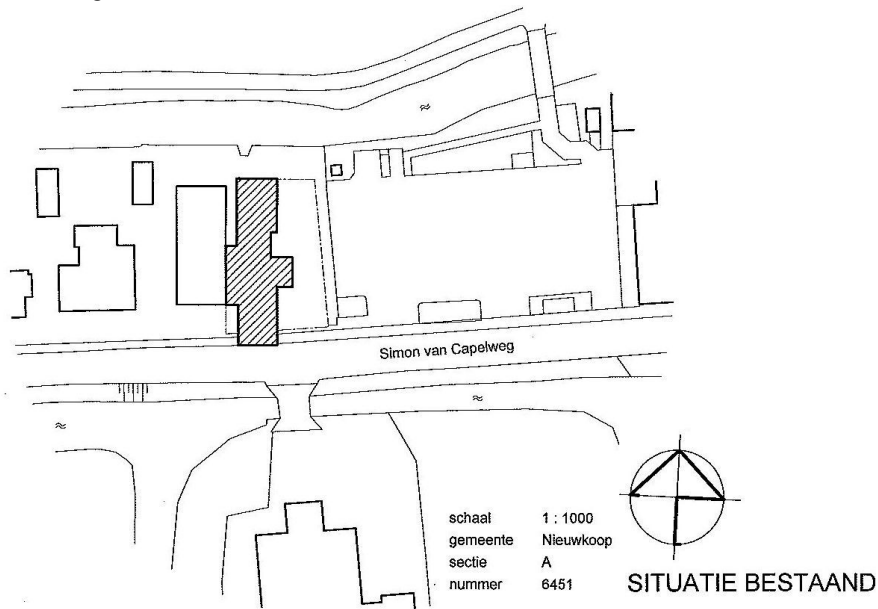 Simon van Capelweg
schaal 1 : 1000
gemeente Nieuwkoop
sectie A
nummer 6451
SITUATIE BESTAAND